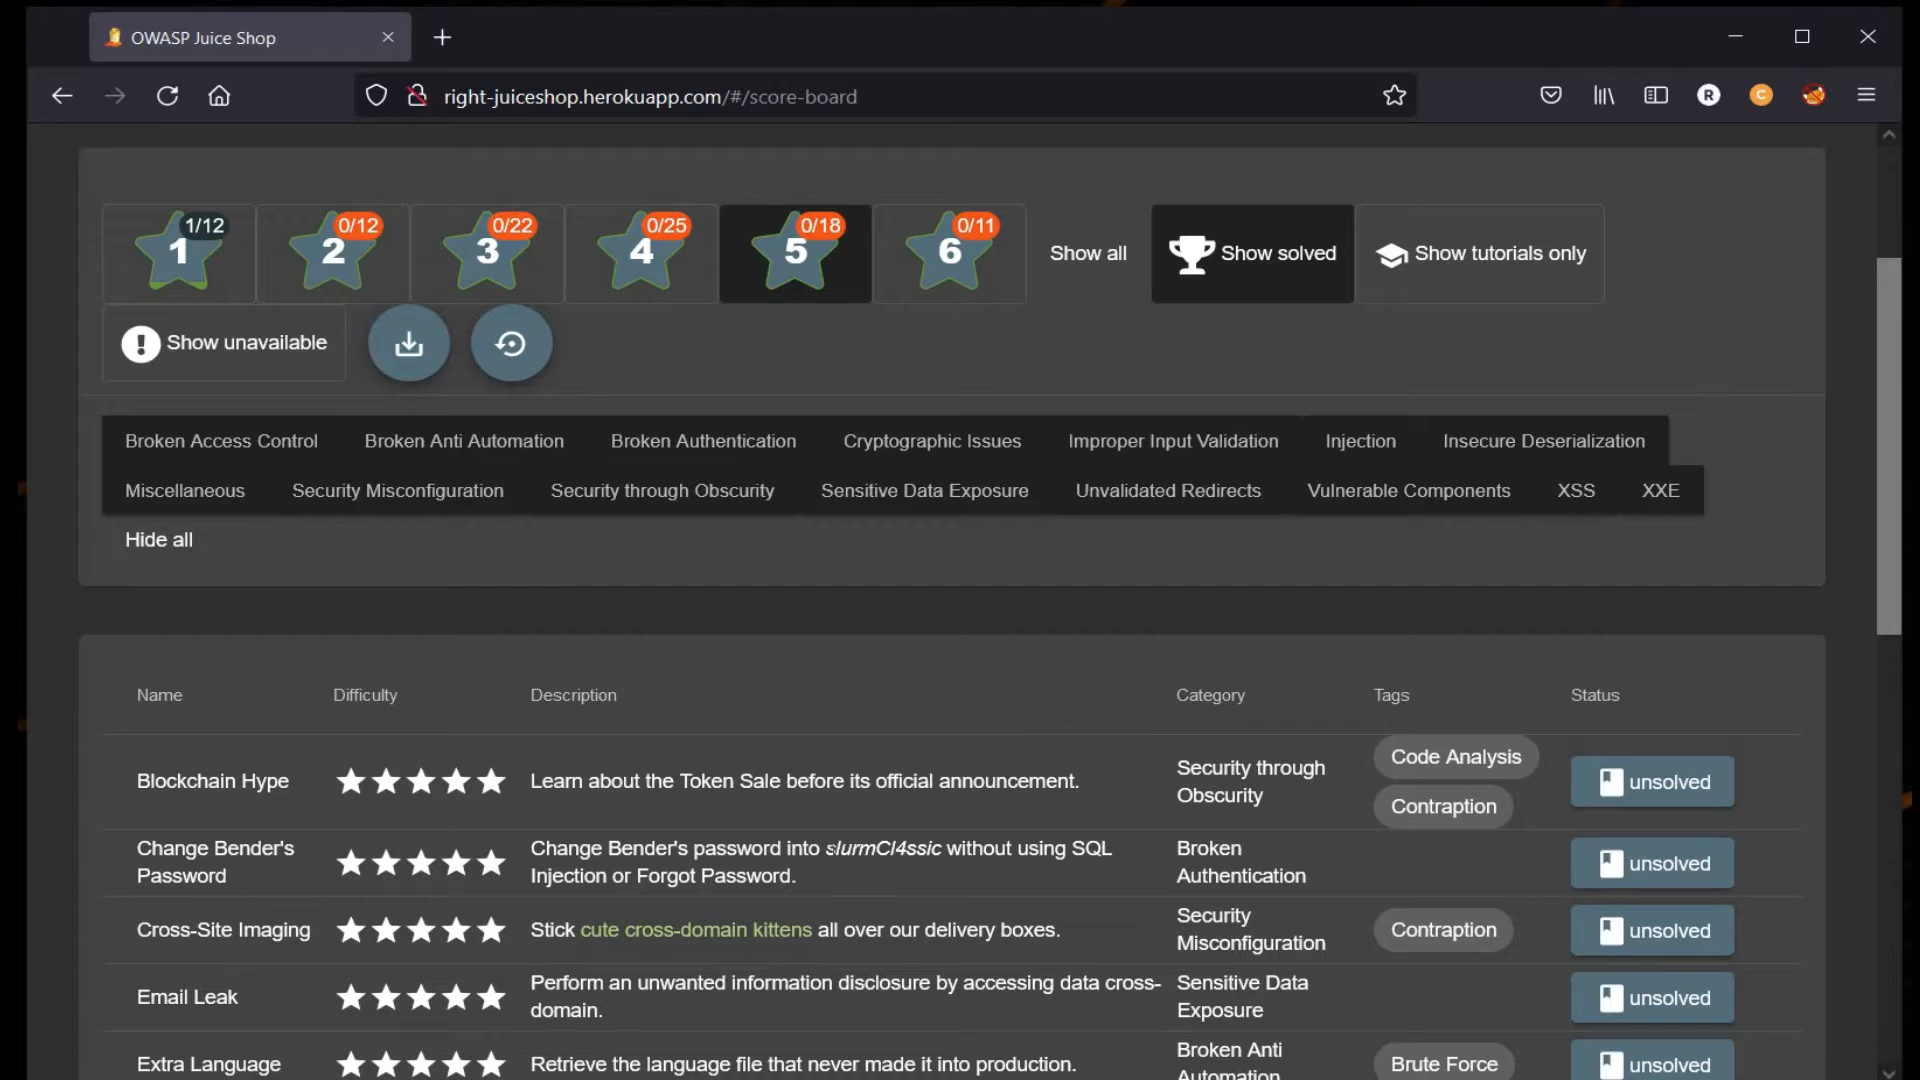 OWASP Juice Shop
right-juiceshop.herokuapp.com/#/score-board
R
C
1/12
0/12
0/22
0/25
0/18
0/11
1
2
3
4
5
6
Show all
Show solved
Show tutorials only
Show unavailable
Broken Access Control Broken Anti Automation Broken Authentication Cryptographic Issues Improper Input Validation Injection Insecure Deserialization
Miscellaneous Security Misconfiguration Security through Obscurity Sensitive Data Exposure Unvalidated Redirects Vulnerable Components XSS XXE
Hide all
Name Difficulty Description Category Tags Status
Blockchain Hype
Learn about the Token Sale before its official announcement.
Security through
Obscurity
Code Analysis
Contraption
unsolved
Change Bender's
Password
Change Bender's password into slurmCl4ssic without using SQL
Injection or Forgot Password.
Broken
Authentication
unsolved
Cross-Site Imaging
Stick cute cross-domain kittens all over our delivery boxes.
Security
Misconfiguration
Contraption
unsolved
Email Leak
Perform an unwanted information disclosure by accessing data cross-
domain.
Sensitive Data
Exposure
unsolved
Extra Language
Retrieve the language file that never made it into production.
Broken Anti
Automation
Brute Force
unsolved